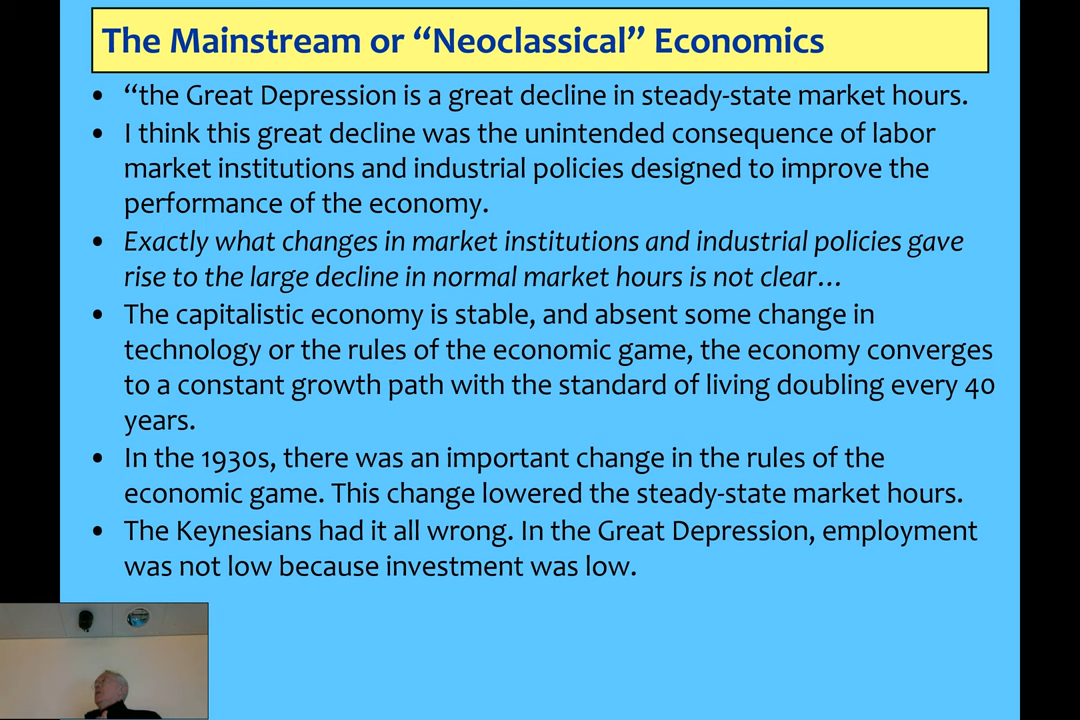 The Mainstream or “Neoclassical” Economics
• “the Great Depression is a great decline in steady-state market hours.
• I think this great decline was the unintended consequence of labor
market institutions and industrial policies designed to improve the
performance of the economy.
• Exactly what changes in market institutions and industrial policies gave
rise to the large decline in normal market hours is not clear…
• The capitalistic economy is stable, and absent some change in
technology or the rules of the economic game, the economy converges
to a constant growth path with the standard of living doubling every 40
years.
• In the 1930s, there was an important change in the rules of the
economic game. This change lowered the steady-state market hours.
• The Keynesians had it all wrong. In the Great Depression, employment
was not low because investment was low.